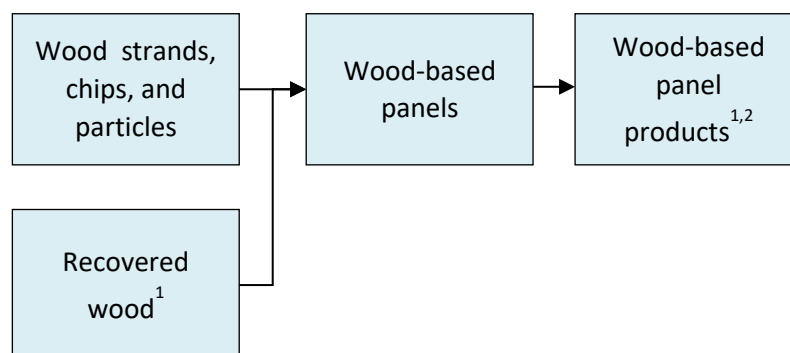 Wood strands,
chips, and
particles
Wood-based
panels
Wood-based
panel
products1,2
Recovered
wood1